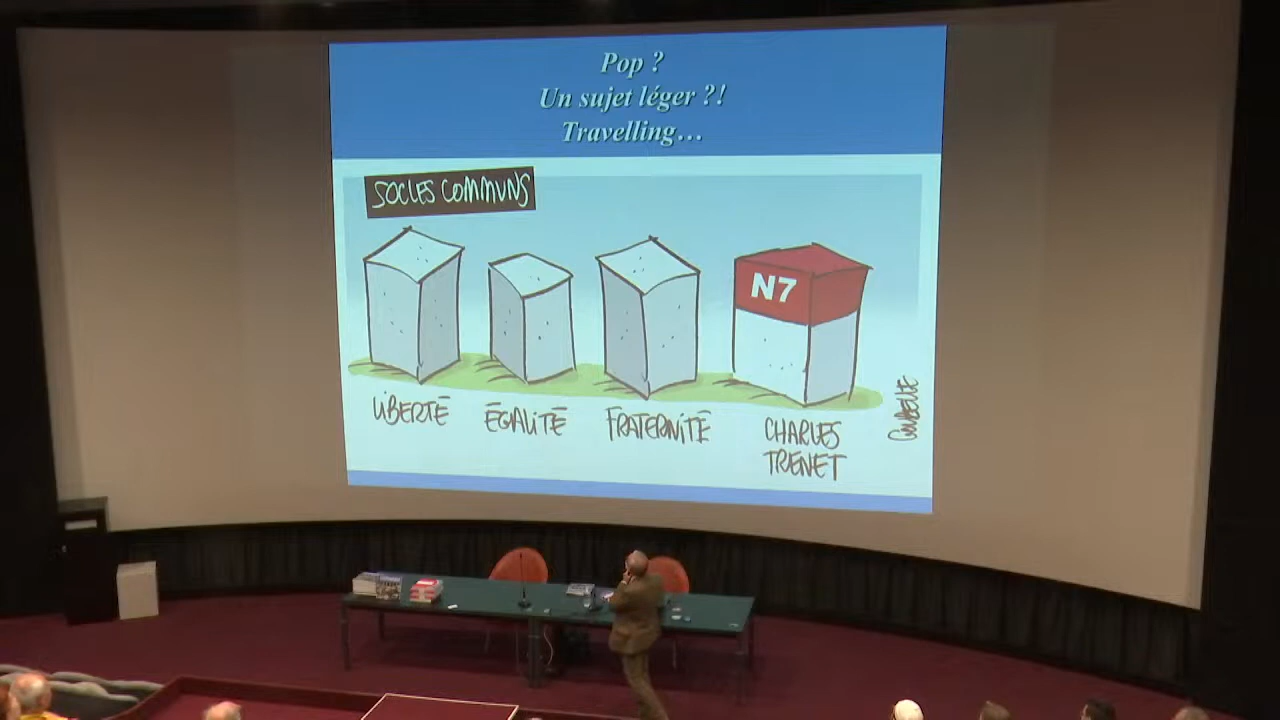 Pop ?
Un sujet léger ?!
Travelling…
SOCLES COMMUNS
N7
LIBERTÉ
ÉGALITÉ
FRATERNITÉ
CHARLES
TRENET